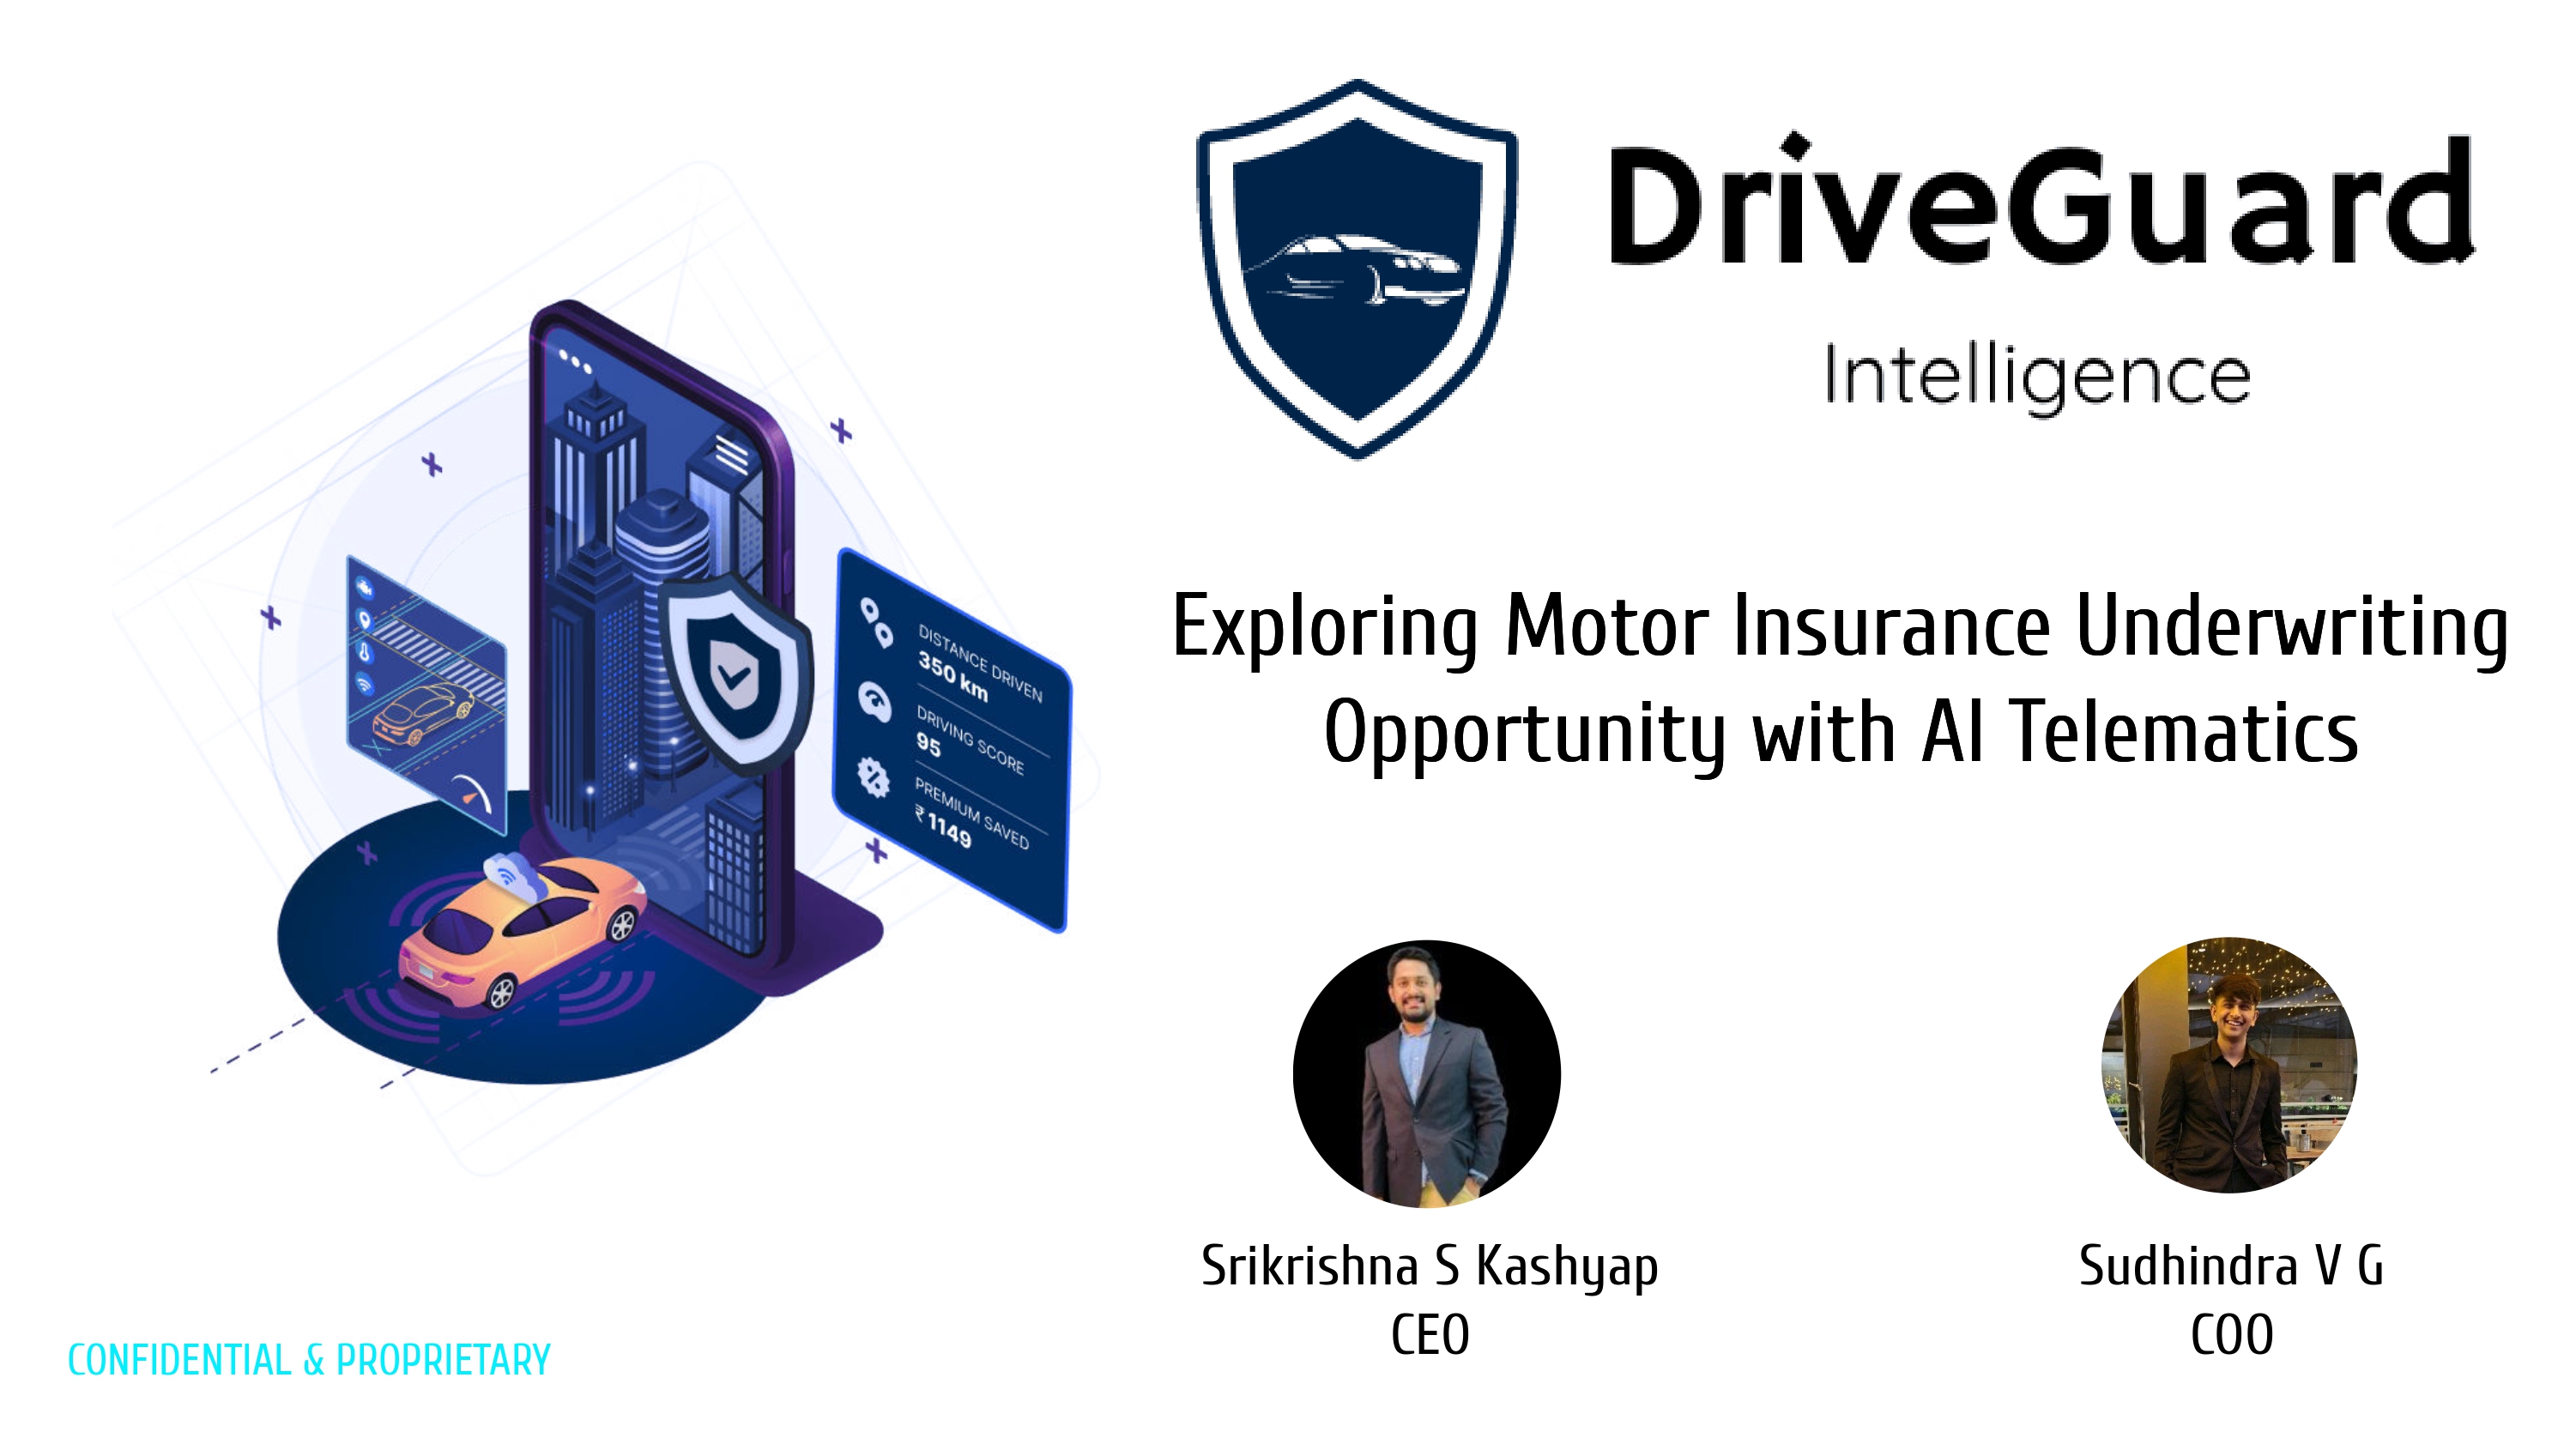 DriveGuard
Intelligence
Exploring Motor Insurance Underwriting
Opportunity with AI Telematics
DISTANCE DRIVEN
350 km
DRIVING SCORE
95
PREMIUM SAVED
₹ 1149
Srikrishna S Kashyap
CEO
Sudhindra V G
COO
CONFIDENTIAL & PROPRIETARY